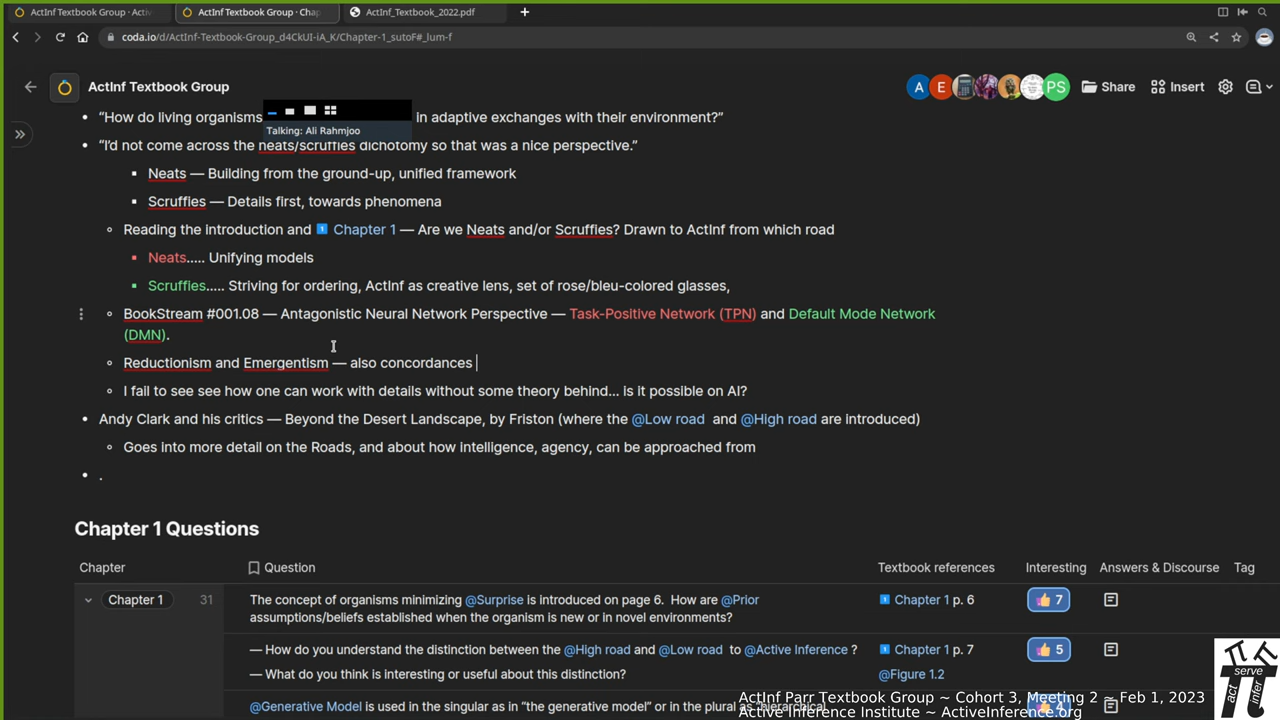 ActInf Textbook Group · Activ
ActInf Textbook Group · Chap
ActInf_Textbook_2022.pdf
coda.io/d/ActInf-Textbook-Group_d4CkUI-iA_K/Chapter-1_sutoF#_lum-f
ActInf Textbook Group
A E PS Share Insert
“How do living organisms in adaptive exchanges with their environment?”
Talking: Ali Rahmjoo
“I’d not come across the neats/scruffies dichotomy so that was a nice perspective.”
Neats — Building from the ground-up, unified framework
Scruffies — Details first, towards phenomena
Reading the introduction and 1 Chapter 1 — Are we Neats and/or Scruffies? Drawn to ActInf from which road
Neats..... Unifying models
Scruffies..... Striving for ordering, ActInf as creative lens, set of rose/bleu-colored glasses,
BookStream #001.08 — Antagonistic Neural Network Perspective — Task-Positive Network (TPN) and Default Mode Network
(DMN).
Reductionism and Emergentism — also concordances
I fail to see see how one can work with details without some theory behind... is it possible on AI?
Andy Clark and his critics — Beyond the Desert Landscape, by Friston (where the @Low road and @High road are introduced)
Goes into more detail on the Roads, and about how intelligence, agency, can be approached from
.
Chapter 1 Questions
Chapter Question Textbook references Interesting Answers & Discourse Tag
Chapter 1 31 The concept of organisms minimizing @Surprise is introduced on page 6. How are @Prior 1 Chapter 1 p. 6 7
assumptions/beliefs established when the organism is new or in novel environments?
— How do you understand the distinction between the @High road and @Low road to @Active Inference ? 1 Chapter 1 p. 7 5
— What do you think is interesting or useful about this distinction? @Figure 1.2
@Generative Model is used in the singular as in “the generative model” or in the plural as “hierarchical
ActInf Parr Textbook Group ~ Cohort 3, Meeting 2 ~ Feb 1, 2023
Active Inference Institute ~ ActiveInference.org
serve
act
infer